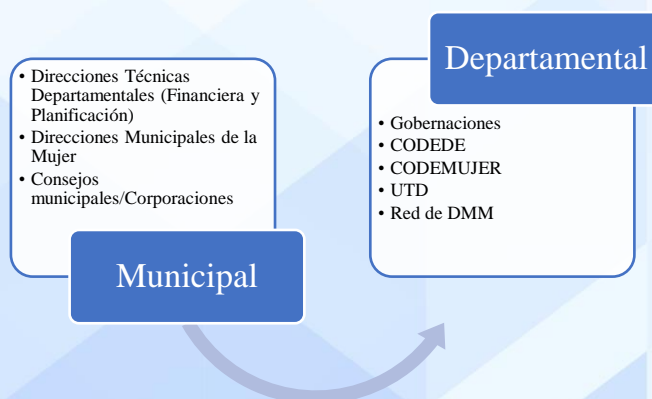 • Direcciones Técnicas
Departamentales (Financiera y
Planificación)
• Direcciones Municipales de la
Mujer
• Consejos
municipales/Corporaciones
Municipal
Departamental
• Gobernaciones
• CODEDE
• CODEMUJER
• UTD
• Red de DMM